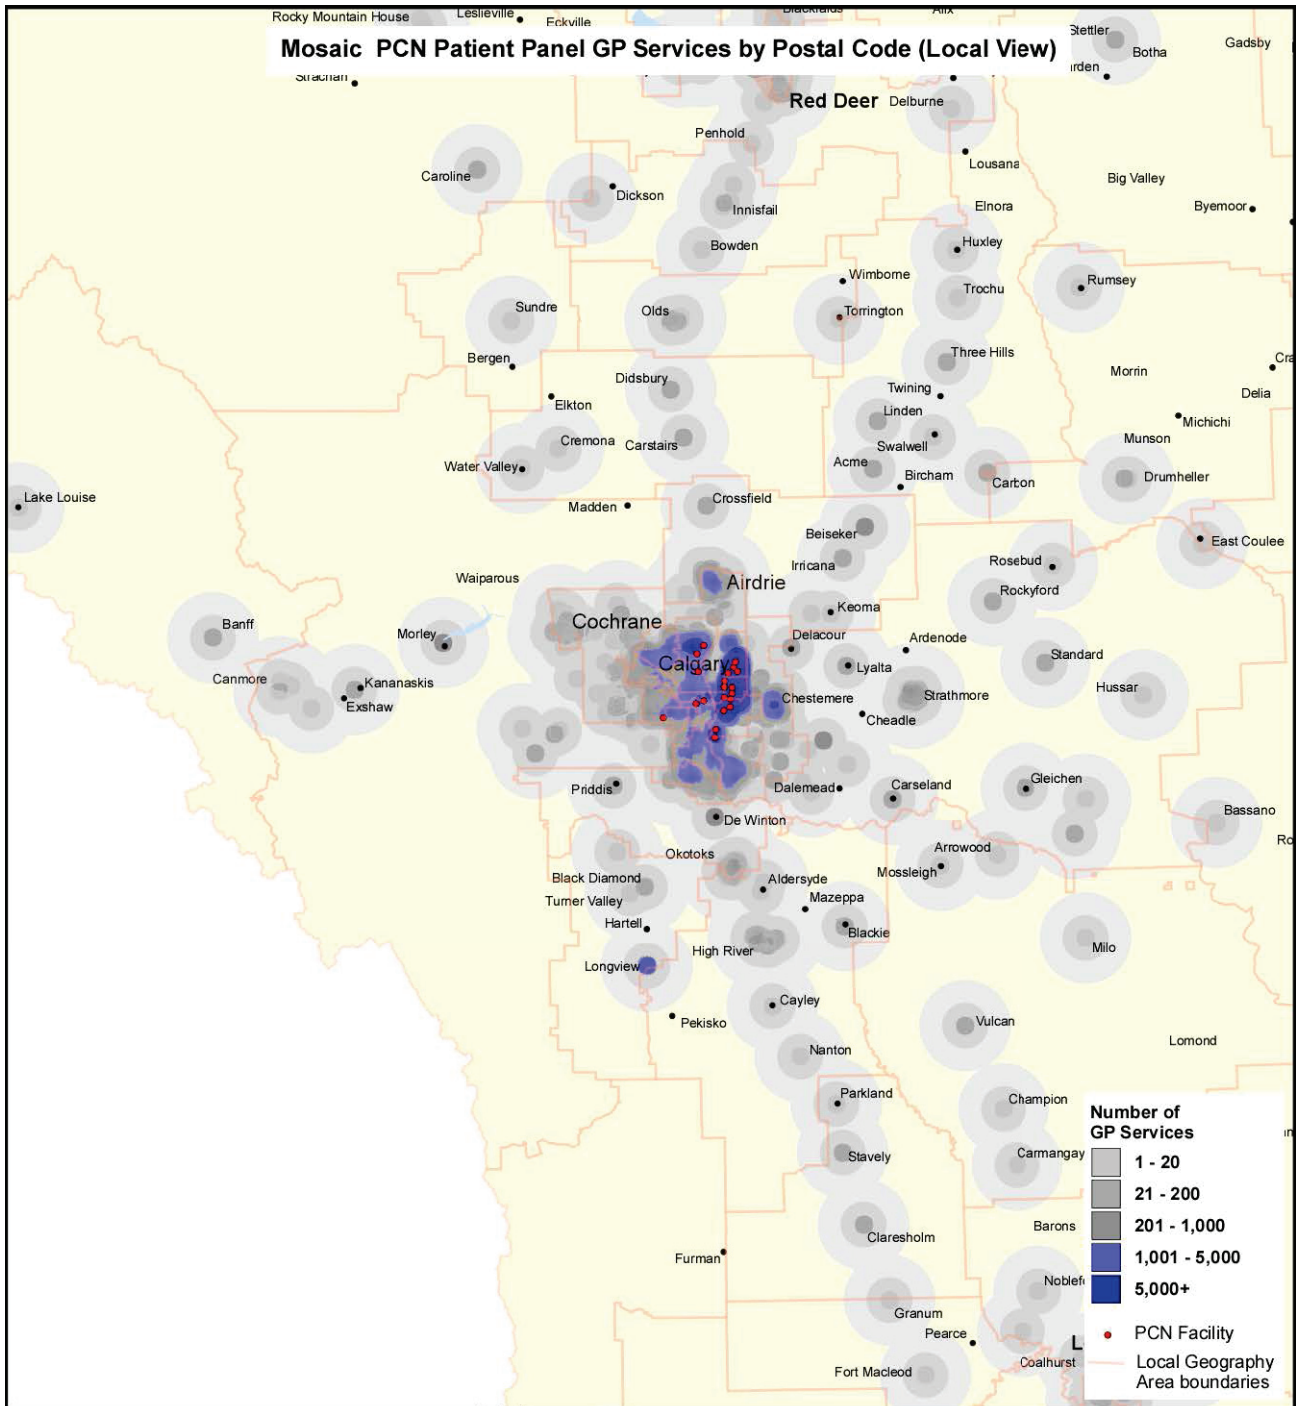 Rocky Mountain House
Leslieville
Eckville
Blackfalds
Alix
Stettler
Botha
Gadsby
Mosaic PCN Patient Panel GP Services by Postal Code (Local View)
Strachan
Red Deer
Delburne
Penhold
Lousana
Caroline
Dickson
Big Valley
Innisfail
Elnora
Byemoor
Bowden
Huxley
Wimborne
Rumsey
Trochu
Sundre
Olds
Torrington
Bergen
Three Hills
Didsbury
Morrin
Cra
Twining
Delia
Elkton
Linden
Michichi
Cremona
Carstairs
Swalwell
Munson
Water Valley
Acme
Bircham
Carbon
Drumheller
Lake Louise
Madden
Crossfield
Beiseker
East Coulee
Irricana
Rosebud
Waiparous
Airdrie
Rockyford
Keoma
Banff
Cochrane
Morley
Delacour
Ardenode
Calgary
Lyalta
Standard
Canmore
Kananaskis
Exshaw
Chestemere
Strathmore
Hussar
Cheadle
Priddis
Dalemead
Carseland
Gleichen
De Winton
Bassano
Ro
Okotoks
Arrowood
Black Diamond
Aldersyde
Mossleigh
Turner Valley
Mazeppa
Hartell
Blackie
High River
Milo
Longview
Cayley
Pekisko
Vulcan
Lomond
Nanton
Parkland
Champion
Stavely
Carmangay
Claresholm
Barons
Furman
Noblef
Granum
Pearce
Coalhurst
Fort Macleod
Number of
GP Services
1 - 20
21 - 200
201 - 1,000
1,001 - 5,000
5,000+
PCN Facility
Local Geography
Area boundaries